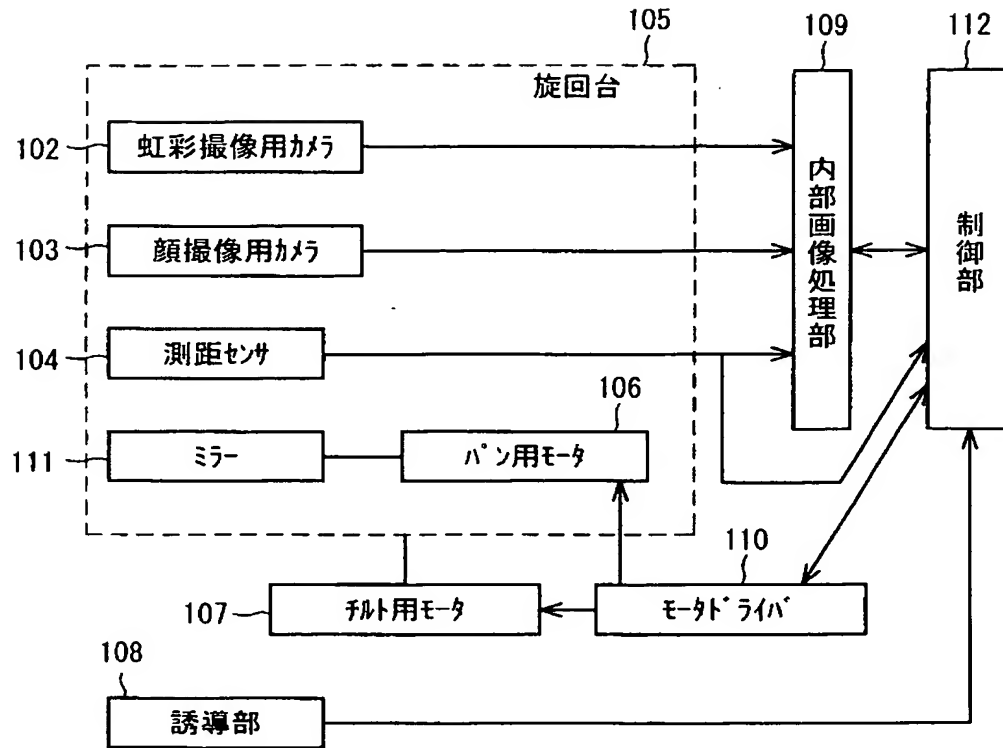 105
109
112
旋回台
102
虹彩撮像用ｶﾒﾗ
103
顔撮像用ｶﾒﾗ
内部画像処理部
制御部
104
測距ｾﾝｻ
106
111
ﾐﾗｰ
ﾊﾟﾝ用ﾓｰﾀ
110
107
ﾁﾙﾄ用ﾓｰﾀ
ﾓｰﾀﾄﾞﾗｲﾊﾞ
108
誘導部